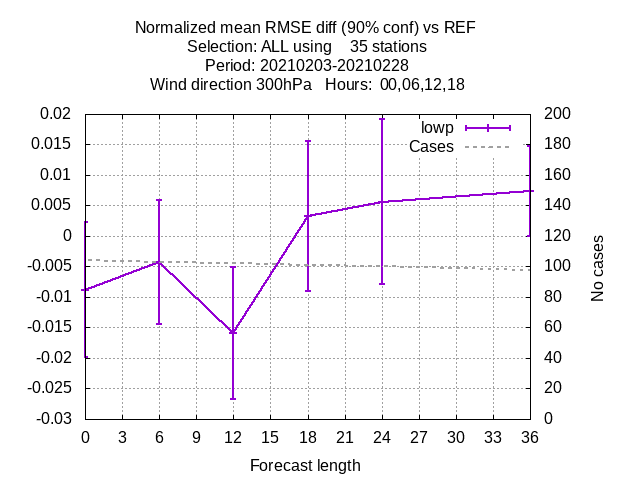 Normalized mean RMSE diff (90% conf) vs REF
Selection: ALL using    35 stations
Period: 20210203-20210228
Wind direction 300hPa   Hours:  00,06,12,18
0.02
0.015
0.01
0.005
0
-0.005
-0.01
-0.015
-0.02
-0.025
-0.03
lowp
Cases
200
180
160
140
120
100
80
60
40
20
0
No cases
0 3 6 9 12 15 18 21 24 27 30 33 36
Forecast length